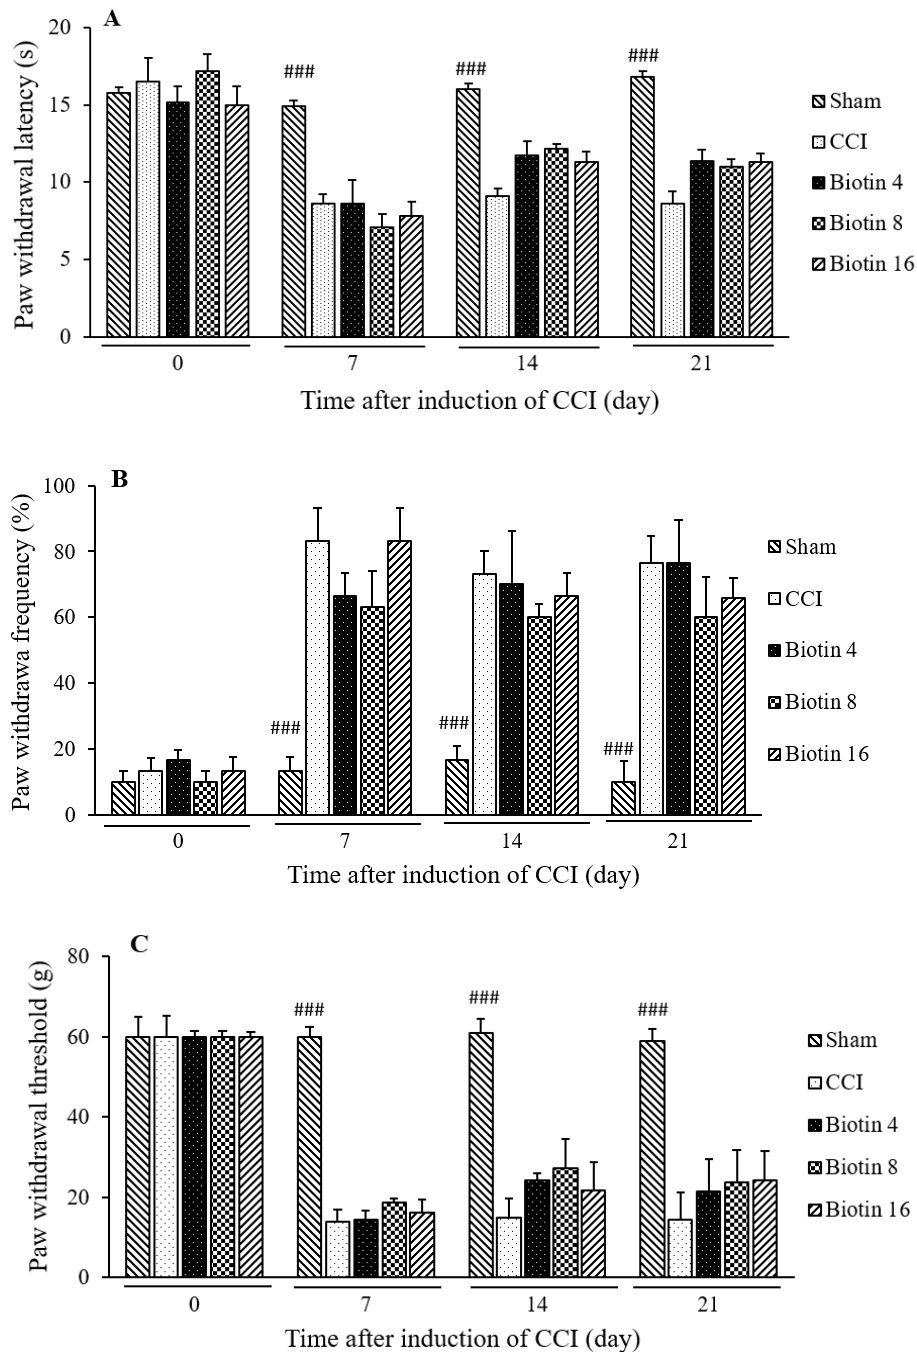 A
Paw withdrawal latency (s)
20
15
10
5
0
###
###
###
0
7
14
21
Time after induction of CCI (day)
Sham
CCI
Biotin 4
Biotin 8
Biotin 16
B
Paw withdrawa frequency (%)
100
80
60
40
20
0
###
###
###
0
7
14
21
Time after induction of CCI (day)
Sham
CCI
Biotin 4
Biotin 8
Biotin 16
C
Paw withdrawal threshold (g)
80
60
40
20
0
###
###
###
0
7
14
21
Time after induction of CCI (day)
Sham
CCI
Biotin 4
Biotin 8
Biotin 16